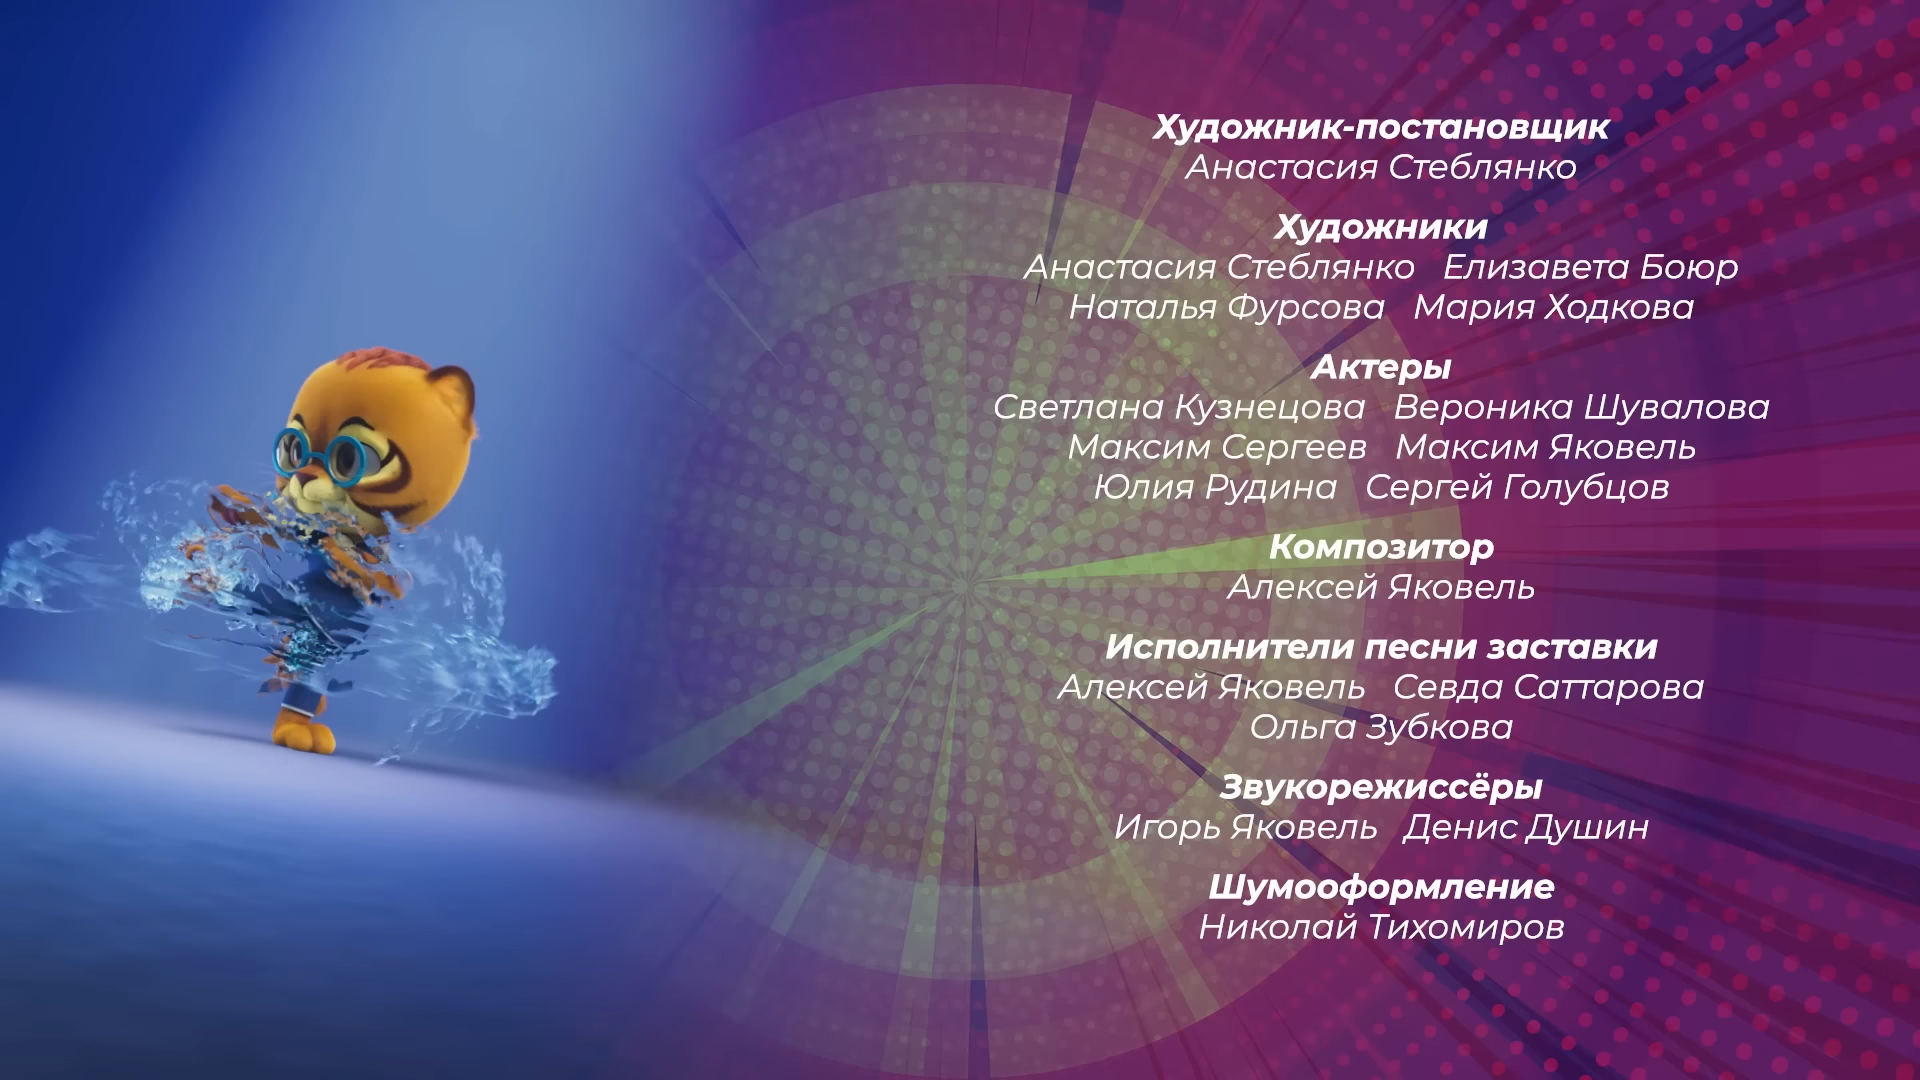 Художник-постановщик
Анастасия Стеблянко
Художники
Анастасия Стеблянко Елизавета Боюр
Наталья Фурсова Мария Ходкова
Актеры
Светлана Кузнецова Вероника Шувалова
Максим Сергеев Максим Яковель
Юлия Рудина Сергей Голубцов
Композитор
Алексей Яковель
Исполнители песни заставки
Алексей Яковель Севда Саттарова
Ольга Зубкова
Звукорежиссёры
Игорь Яковель Денис Душин
Шумооформление
Николай Тихомиров